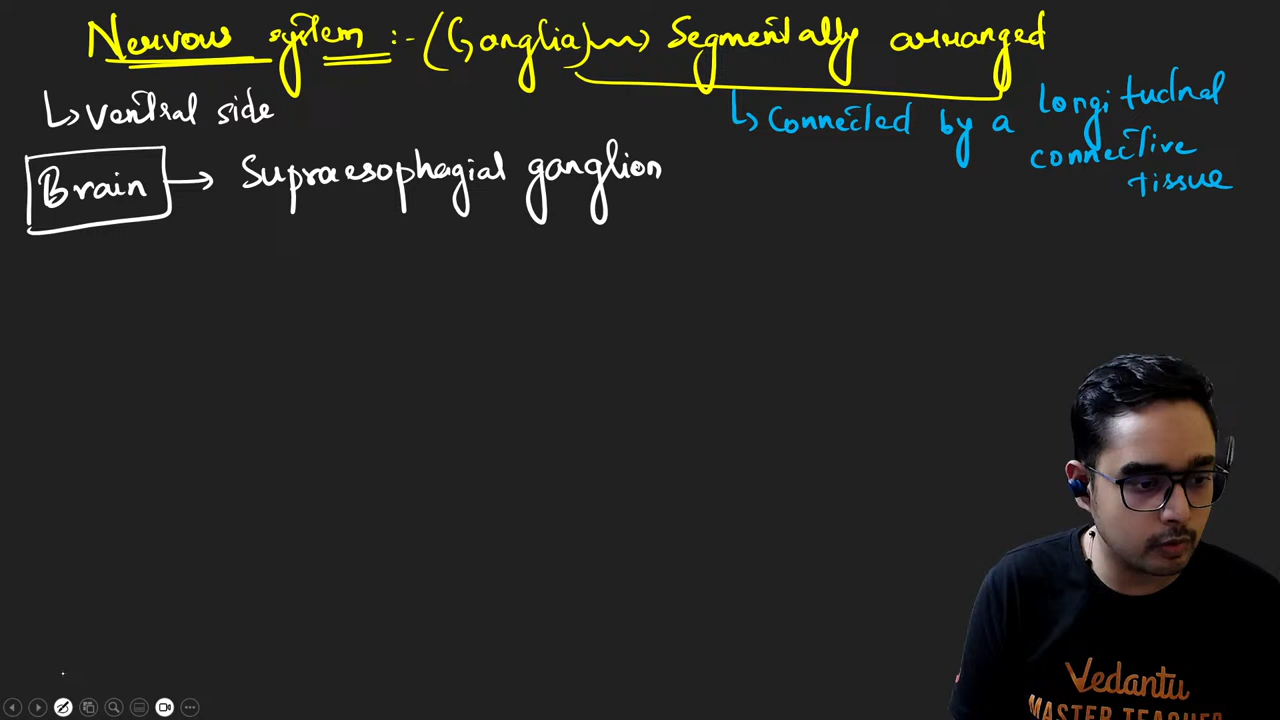 Nervous system :- (Ganglia) → Segmentally arranged
↳ Ventral side
↳ Connected by a longitudnal
connective
tissue
Brain → Supraesophagial ganglion
Vedantu
MASTER TEACHER